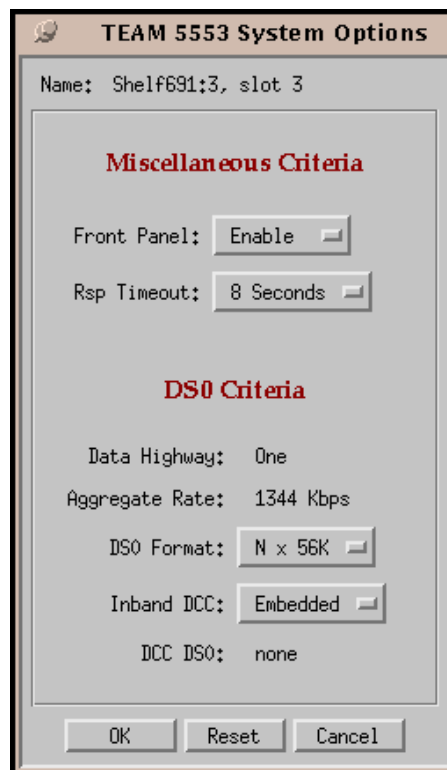 TEAM 5553 System Options
Name: Shelf691:3, slot 3
Miscellaneous Criteria
Front Panel: Enable
Rsp Timeout: 8 Seconds
DS0 Criteria
Data Highway: One
Aggregate Rate: 1344 Kbps
DS0 Format: N x 56K
Inband DCC: Embedded
DCC DS0: none
OK Reset Cancel